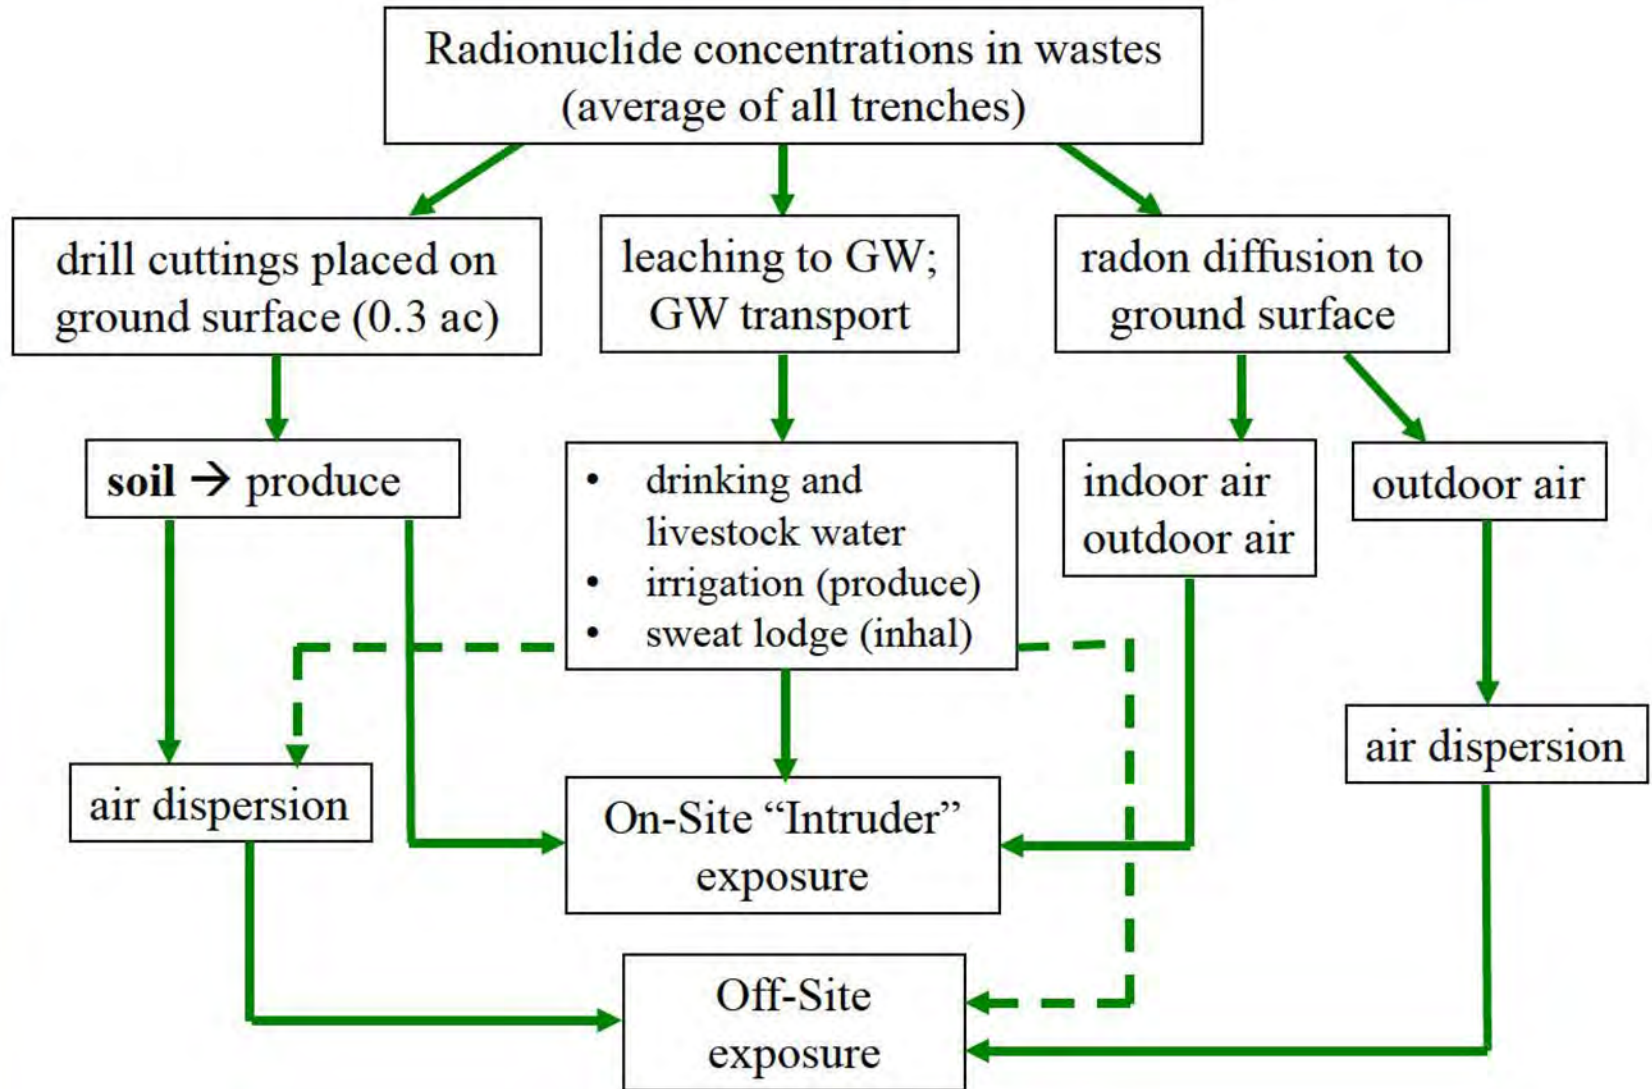 Radionuclide concentrations in wastes
(average of all trenches)
drill cuttings placed on
ground surface (0.3 ac)
leaching to GW;
GW transport
radon diffusion to
ground surface
soil → produce
• drinking and
livestock water
• irrigation (produce)
• sweat lodge (inhal)
indoor air
outdoor air
outdoor air
air dispersion
air dispersion
On-Site “Intruder”
exposure
Off-Site
exposure